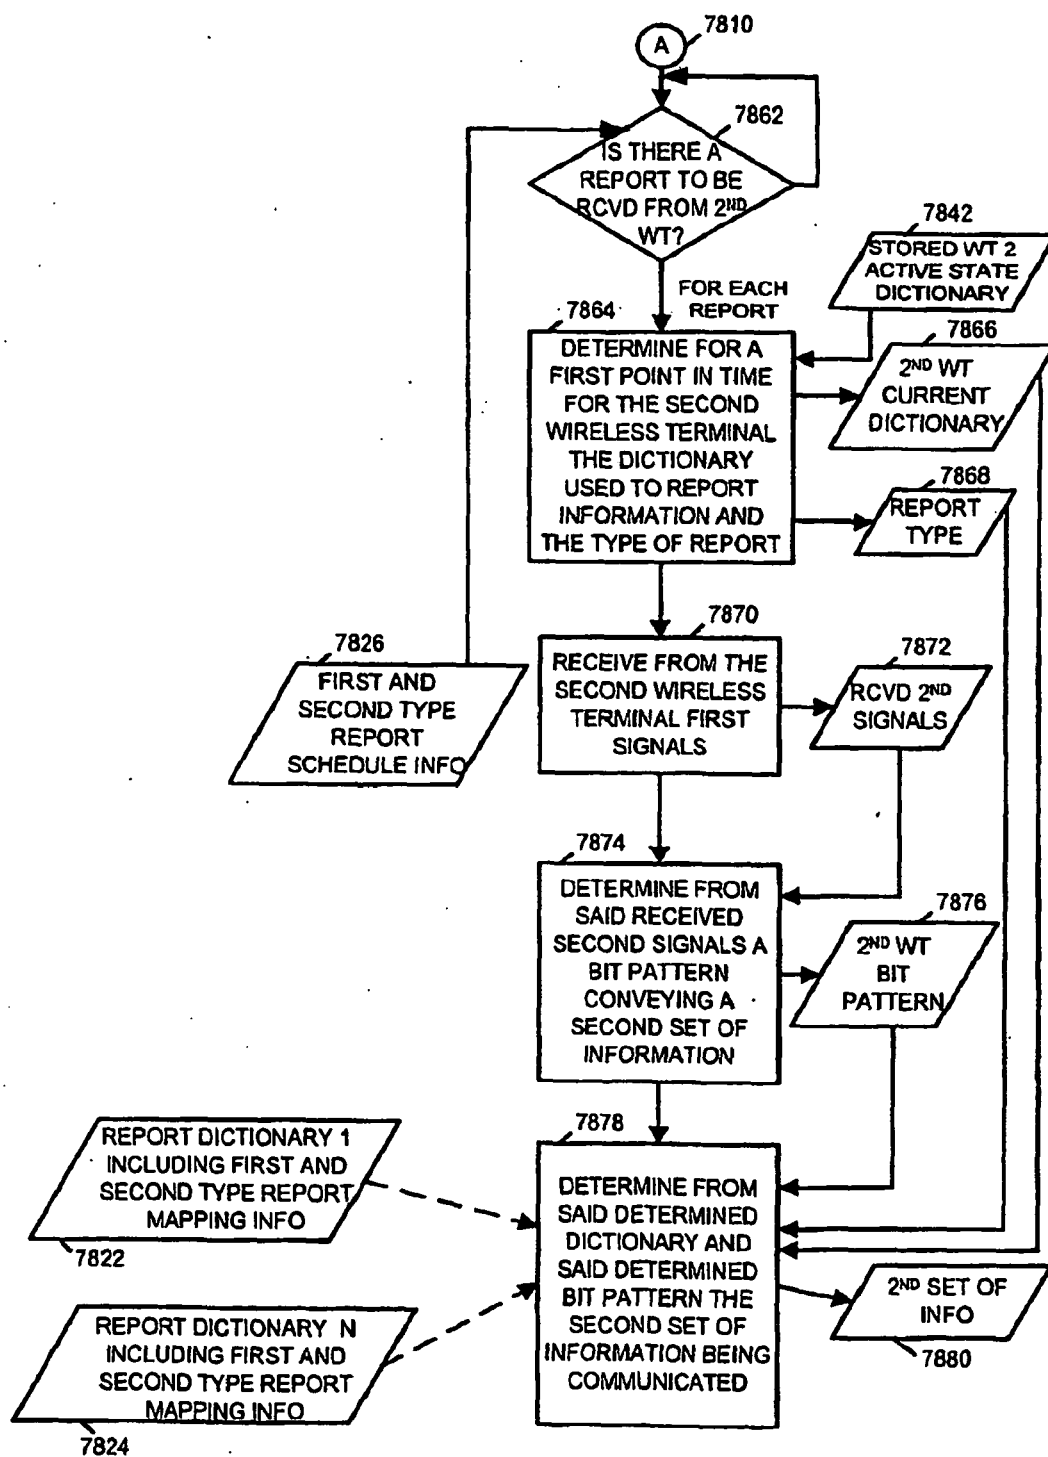 A
7810
7862
IS THERE A
REPORT TO BE
RCVD FROM 2ND
WT?
7842
STORED WT 2
ACTIVE STATE
DICTIONARY
FOR EACH
REPORT
7864
DETERMINE FOR A
FIRST POINT IN TIME
FOR THE SECOND
WIRELESS TERMINAL
THE DICTIONARY
USED TO REPORT
INFORMATION AND
THE TYPE OF REPORT
7866
2ND WT
CURRENT
DICTIONARY
7868
REPORT
TYPE
7826
FIRST AND
SECOND TYPE
REPORT
SCHEDULE INFO
7870
RECEIVE FROM THE
SECOND WIRELESS
TERMINAL FIRST
SIGNALS
7872
RCVD 2ND
SIGNALS
7874
DETERMINE FROM
SAID RECEIVED
SECOND SIGNALS A
BIT PATTERN
CONVEYING A
SECOND SET OF
INFORMATION
7876
2ND WT
BIT
PATTERN
REPORT DICTIONARY 1
INCLUDING FIRST AND
SECOND TYPE REPORT
MAPPING INFO
7822
7878
DETERMINE FROM
SAID DETERMINED
DICTIONARY AND
SAID DETERMINED
BIT PATTERN THE
SECOND SET OF
INFORMATION BEING
COMMUNICATED
2ND SET OF
INFO
7880
REPORT DICTIONARY N
INCLUDING FIRST AND
SECOND TYPE REPORT
MAPPING INFO
7824